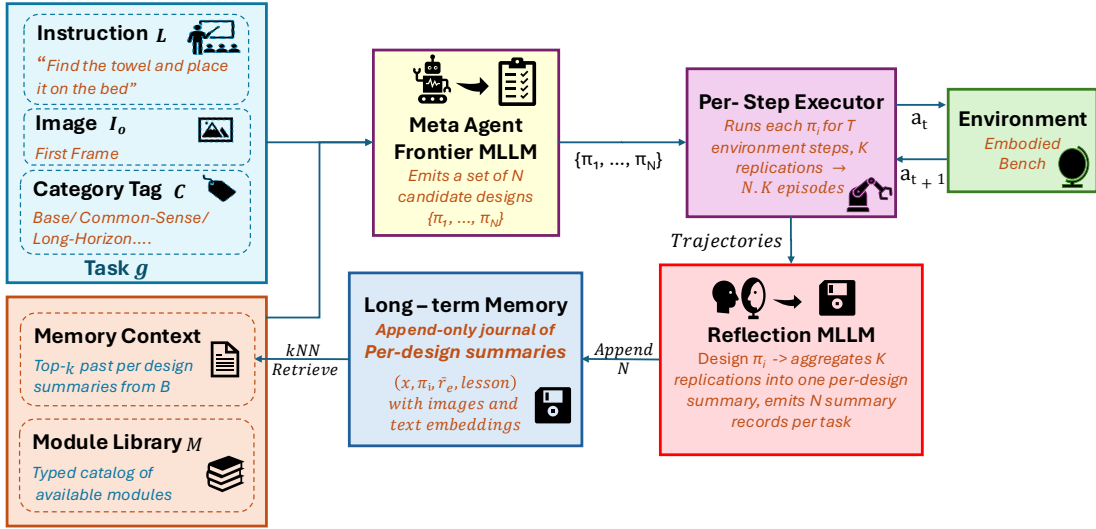 Instruction L
“Find the towel and place
it on the bed”
Image I_o
First Frame
Category Tag C
Base/ Common-Sense/
Long-Horizon....
Task g
Memory Context
Top-k past per design
summaries from B
Module Library M
Typed catalog of
available modules
Meta Agent
Frontier MLLM
Emits a set of N
candidate designs
{π₁, ..., π_N}
{π₁, ..., π_N}
Per- Step Executor
Runs each π_i for T
environment steps, K
replications →
N.K episodes
a_t
a_{t + 1}
Environment
Embodied
Bench
Trajectories
Reflection MLLM
Design π_i -> aggregates K
replications into one per-design
summary, emits N summary
records per task
Append
N
Long – term Memory
Append-only journal of
Per-design summaries
(x, π_i, r̄_e, lesson)
with images and
text embeddings
kNN
Retrieve